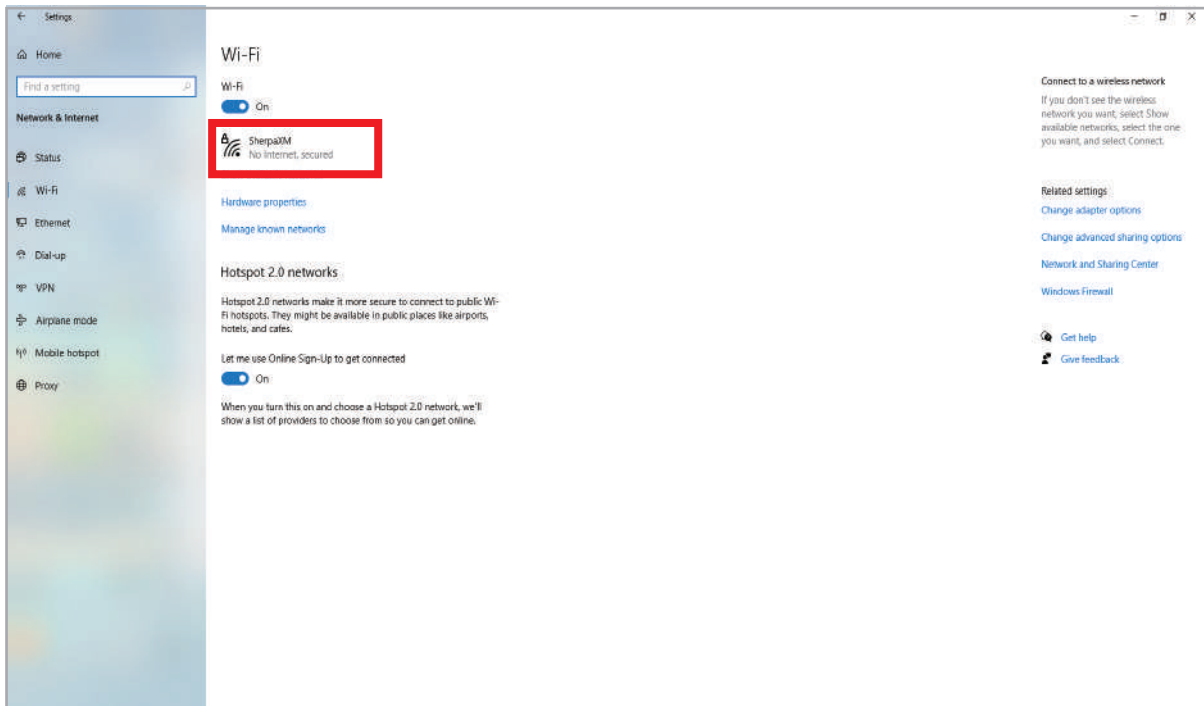 Settings
Home
Find a setting
Network & Internet
Status
Wi-Fi
Ethernet
Dial-up
VPN
Airplane mode
Mobile hotspot
Proxy
Wi-Fi
Wi-Fi
On
SherpaXM
No Internet, secured
Hardware properties
Manage known networks
Hotspot 2.0 networks
Hotspot 2.0 networks make it more secure to connect to public Wi-
Fi hotspots. They might be available in public places like airports,
hotels, and cafes.
Let me use Online Sign-Up to get connected
On
When you turn this on and choose a Hotspot 2.0 network, we'll
show a list of providers to choose from so you can get online.
Connect to a wireless network
If you don't see the wireless
network you want, select Show
available networks, select the one
you want, and select Connect.
Related settings
Change adapter options
Change advanced sharing options
Network and Sharing Center
Windows Firewall
Get help
Give feedback